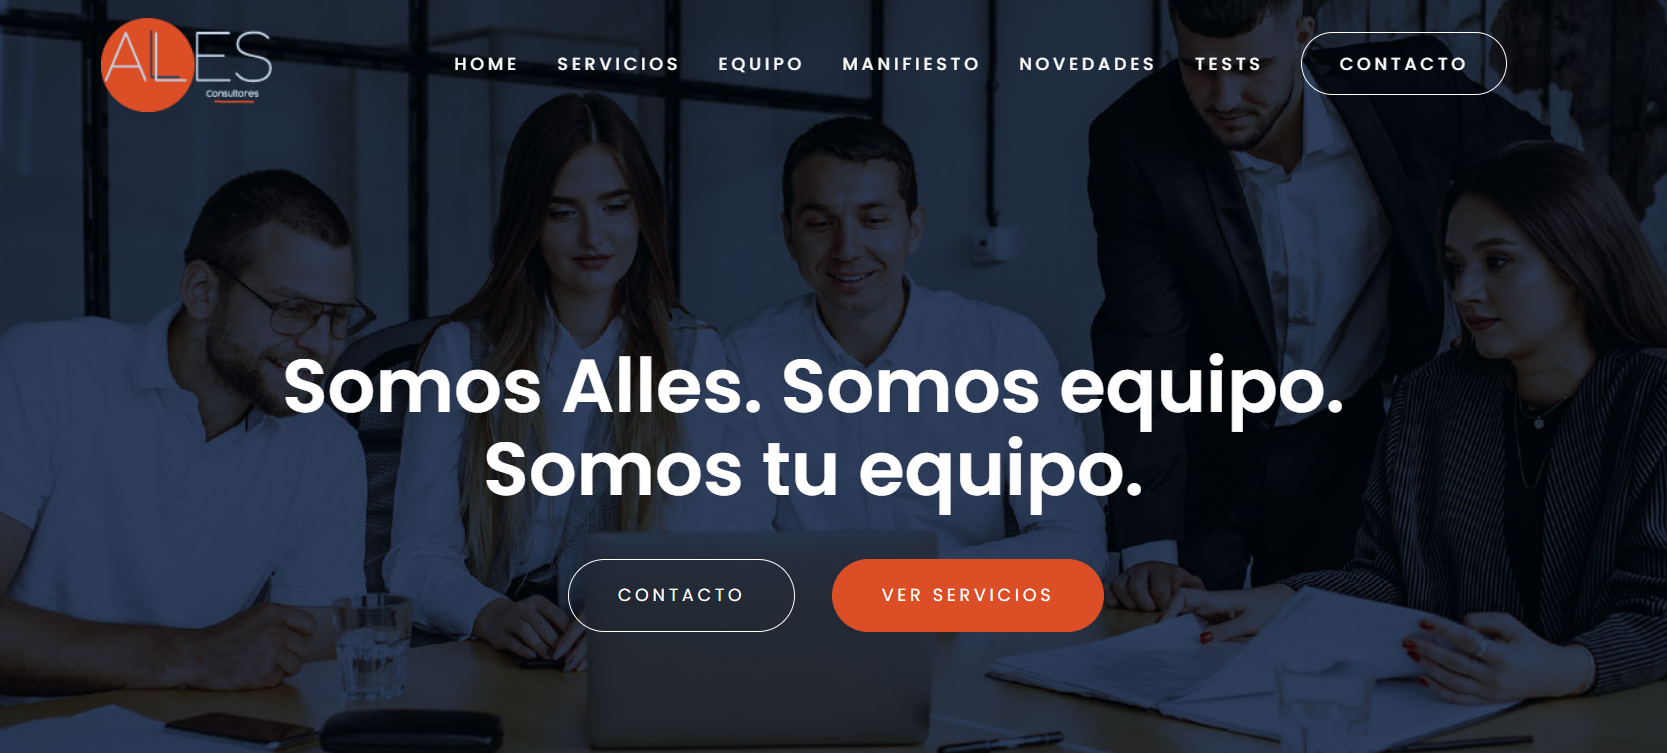 ALLES
Consultores
HOME SERVICIOS EQUIPO MANIFIESTO NOVEDADES TESTS CONTACTO
Somos Alles. Somos equipo.
Somos tu equipo.
CONTACTO VER SERVICIOS